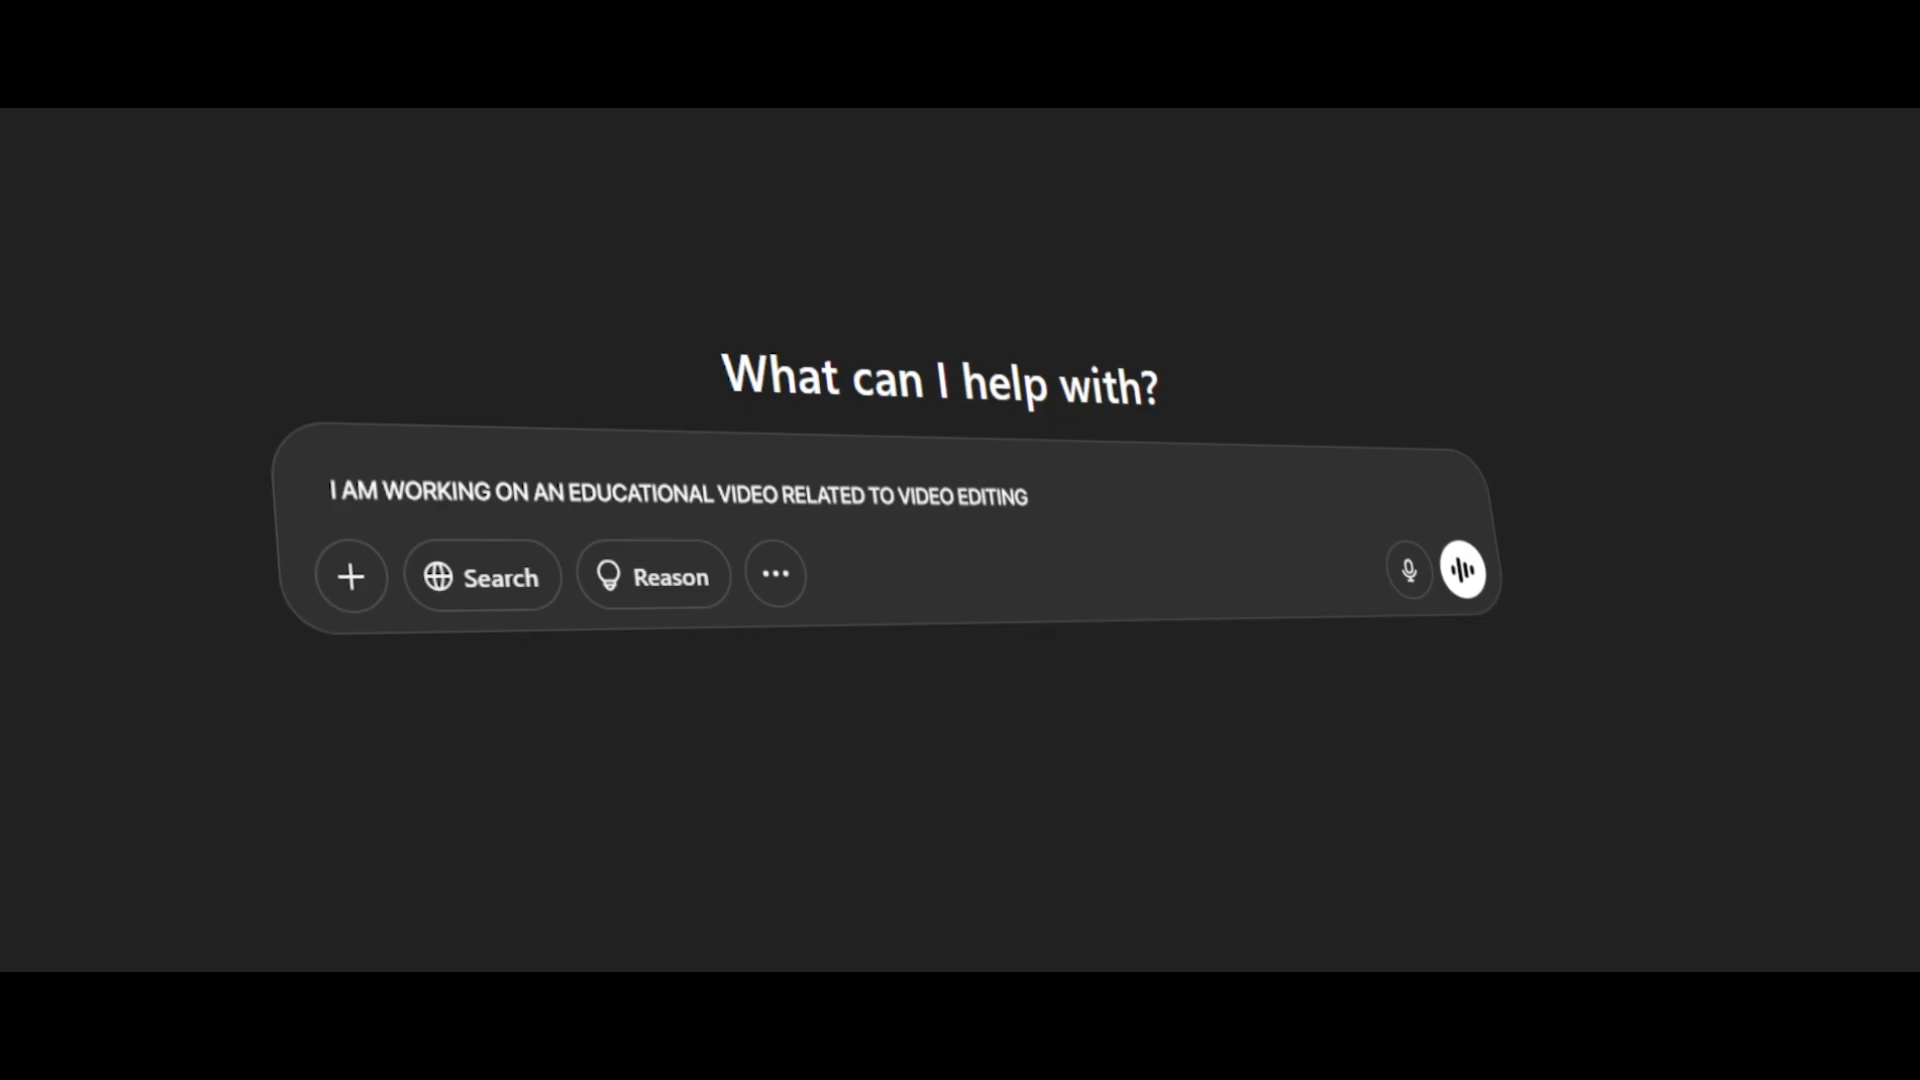 What can I help with?
I AM WORKING ON AN EDUCATIONAL VIDEO RELATED TO VIDEO EDITING
Search Reason